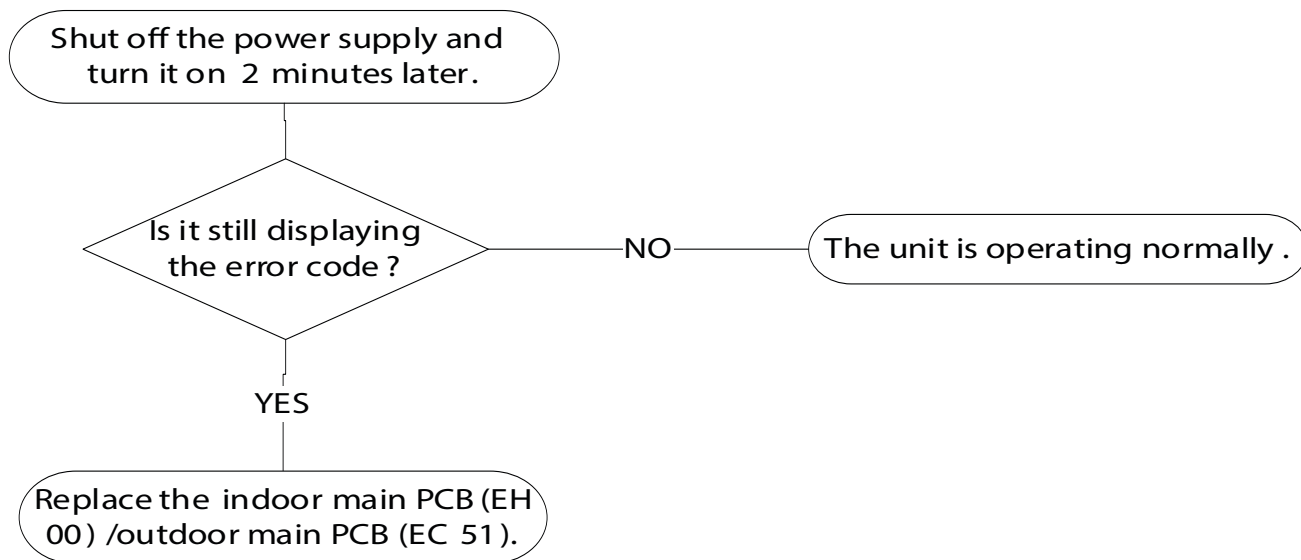 Shut off the power supply and
turn it on 2 minutes later.
Is it still displaying
the error code ?
NO
The unit is operating normally .
YES
Replace the indoor main PCB (EH
00) /outdoor main PCB (EC 51).